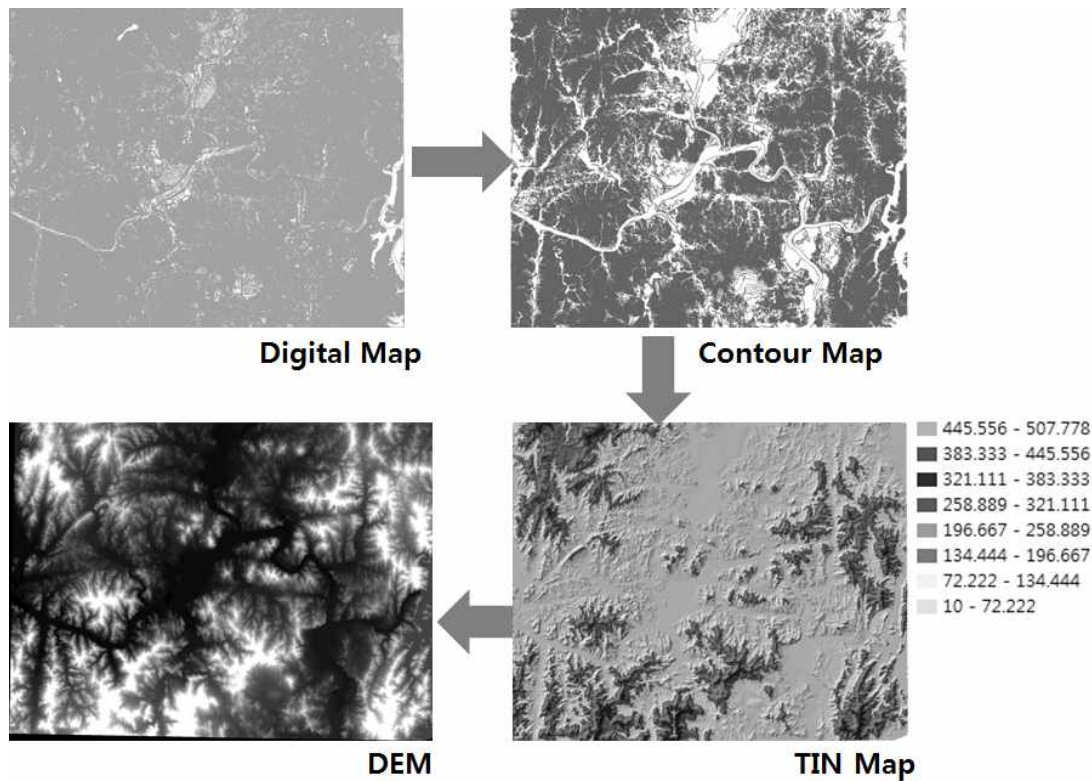 Digital Map
Contour Map
445.556 - 507.778
383.333 - 445.556
321.111 - 383.333
258.889 - 321.111
196.667 - 258.889
134.444 - 196.667
72.222 - 134.444
10 - 72.222
DEM
TIN Map